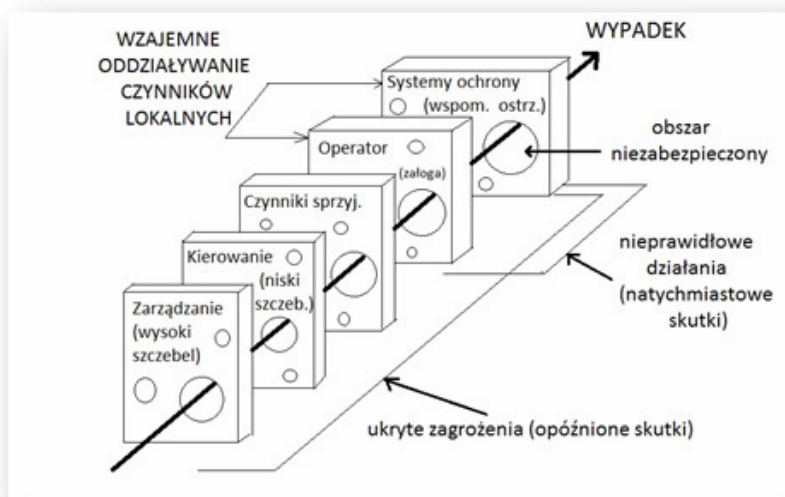 WZAJEMNE
ODDZIAŁYWANIE
CZYNNIKÓW
LOKALNYCH
WYPADEK
Systemy ochrony
(wspom. ostrz.)
obszar
niezabezpieczony
Operator
(załoga)
Czynniki sprzyj.
Kierowanie
(niski
szczeb.)
Zarządzanie
(wysoki
szczebel)
nieprawidłowe
działania
(natychmiastowe
skutki)
ukryte zagrożenia (opóźnione skutki)